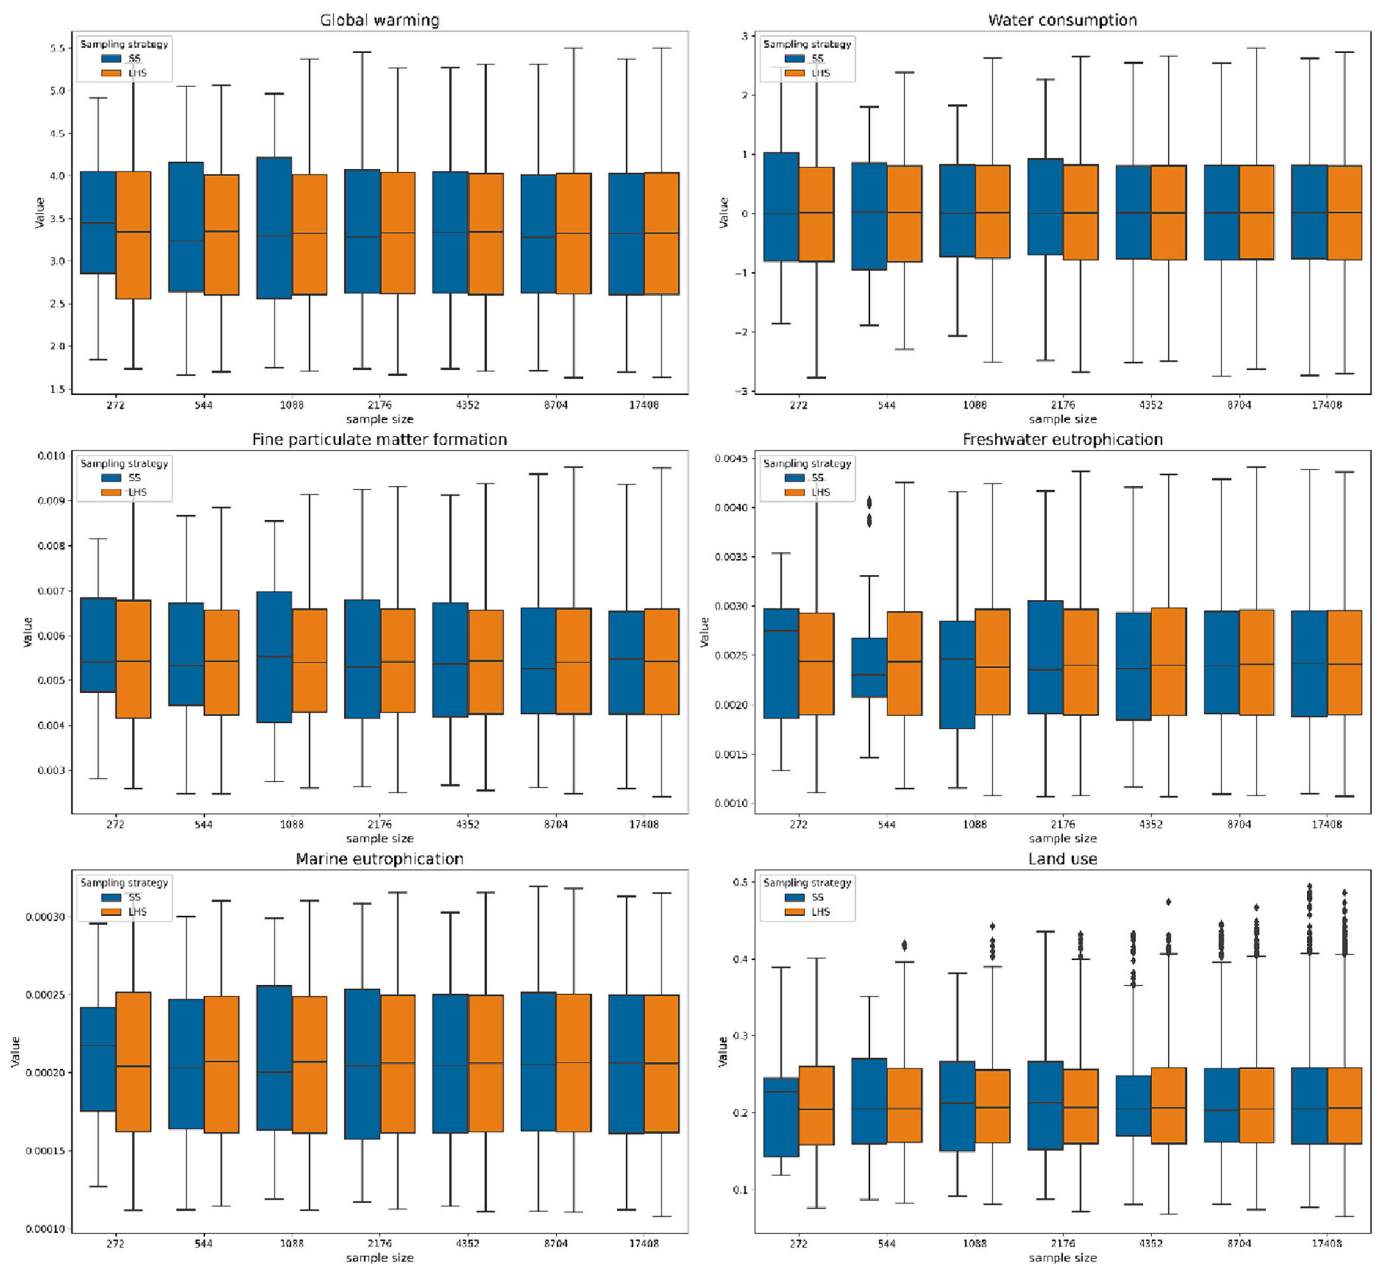 Global warming
Sampling strategy
SS
LHS
5.5
5.0
4.5
4.0
3.5
3.0
2.5
2.0
1.5
Value
272 544 1088 2176 4352 8704 17408
sample size
Water consumption
Sampling strategy
SS
LHS
3
2
1
0
−1
−2
−3
Value
272 544 1088 2176 4352 8704 17408
sample size
Fine particulate matter formation
Sampling strategy
SS
LHS
0.010
0.009
0.008
0.007
0.006
0.005
0.004
0.003
Value
272 544 1088 2176 4352 8704 17408
sample size
Freshwater eutrophication
Sampling strategy
SS
LHS
0.0045
0.0040
0.0035
0.0030
0.0025
0.0020
0.0015
0.0010
Value
272 544 1088 2176 4352 8704 17408
sample size
Marine eutrophication
Sampling strategy
SS
LHS
0.00030
0.00025
0.00020
0.00015
0.00010
Value
272 544 1088 2176 4352 8704 17408
sample size
Land use
Sampling strategy
SS
LHS
0.5
0.4
0.3
0.2
0.1
Value
272 544 1088 2176 4352 8704 17408
sample size